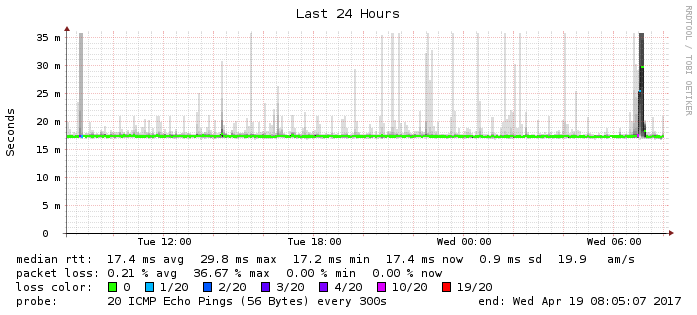 Last 24 Hours
RRDTOOL / TOBI OETIKER
Seconds
35 m
30 m
25 m
20 m
15 m
10 m
5 m
0
Tue 12:00 Tue 18:00 Wed 00:00 Wed 06:00
median rtt: 17.4 ms avg 29.8 ms max 17.2 ms min 17.4 ms now 0.9 ms sd 19.9 am/s
packet loss: 0.21 % avg 36.67 % max 0.00 % min 0.00 % now
loss color: 0 1/20 2/20 3/20 4/20 10/20 19/20
probe: 20 ICMP Echo Pings (56 Bytes) every 300s end: Wed Apr 19 08:05:07 2017